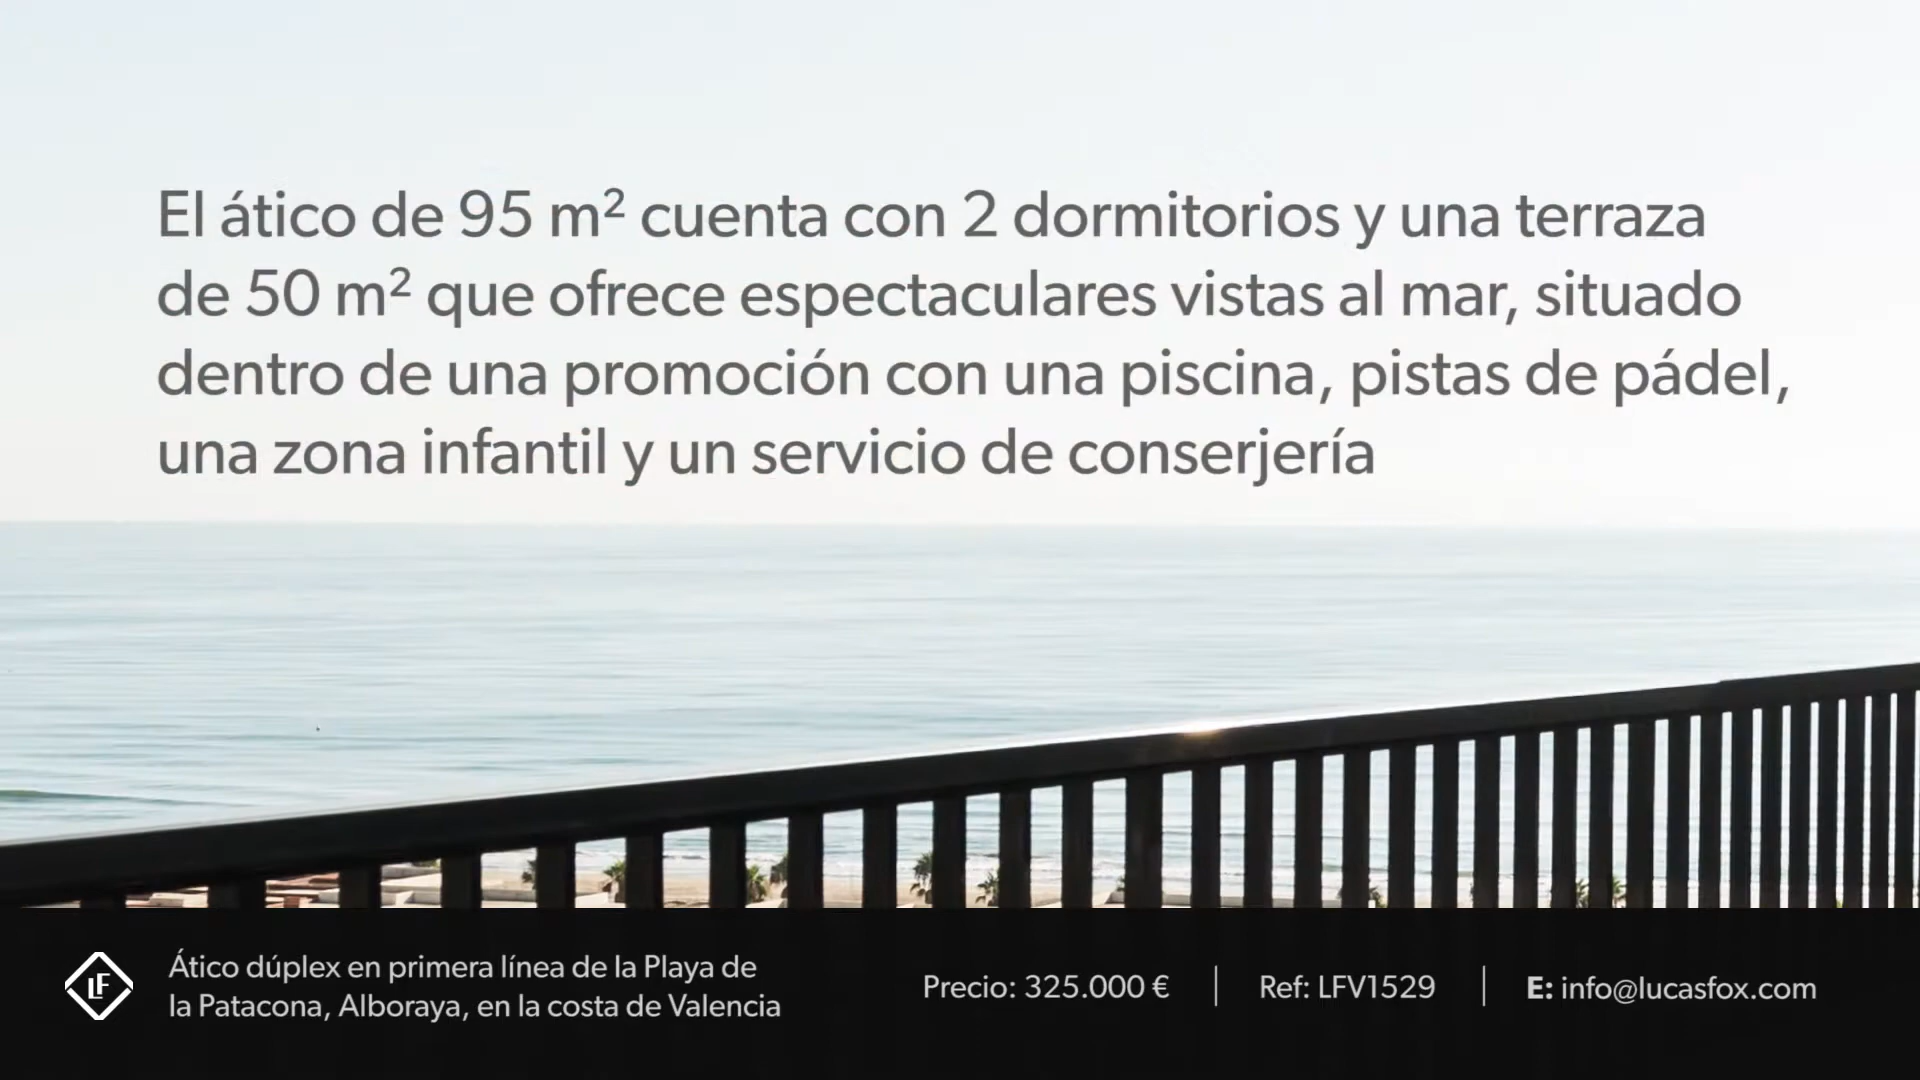 El ático de 95 m² cuenta con 2 dormitorios y una terraza
de 50 m² que ofrece espectaculares vistas al mar, situado
dentro de una promoción con una piscina, pistas de pádel,
una zona infantil y un servicio de conserjería
LF
Ático dúplex en primera línea de la Playa de
la Patacona, Alboraya, en la costa de Valencia
Precio: 325.000 € | Ref: LFV1529 | E: info@lucasfox.com